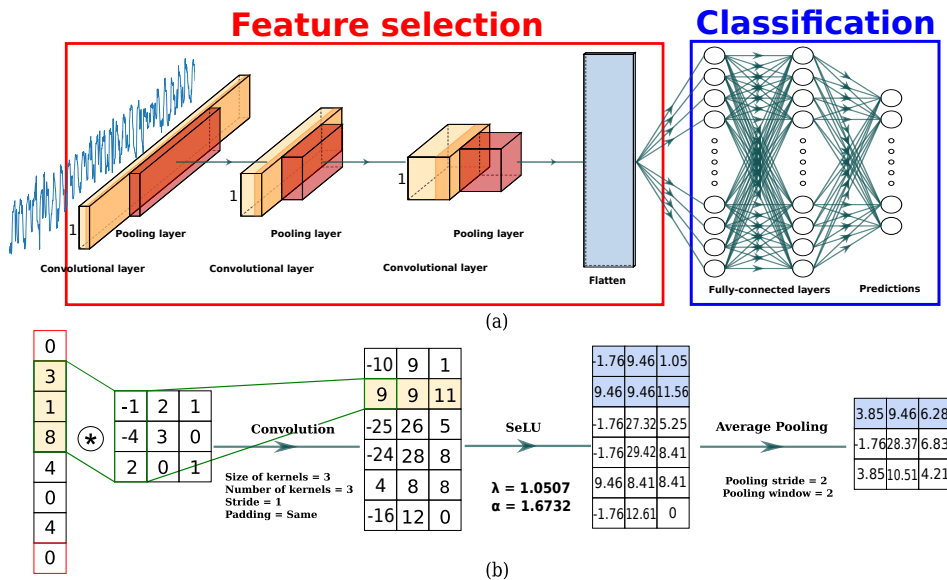 Feature selection
Classification
1
Pooling layer
Convolutional layer
1
Pooling layer
Convolutional layer
1
Pooling layer
Convolutional layer
Flatten
Fully-connected layers
Predictions
(a)
0
3
1
8
4
0
4
0
*
-1 2 1
-4 3 0
2 0 1
Convolution
Size of kernels = 3
Number of kernels = 3
Stride = 1
Padding = Same
-10 9 1
9 9 11
-25 26 5
-24 28 8
4 8 8
-16 12 0
SeLU
λ = 1.0507
α = 1.6732
-1.76 9.46 1.05
9.46 9.46 11.56
-1.76 27.32 5.25
-1.76 29.42 8.41
9.46 8.41 8.41
-1.76 12.61 0
Average Pooling
Pooling stride = 2
Pooling window = 2
3.85 9.46 6.28
-1.76 28.37 6.83
3.85 10.51 4.21
(b)